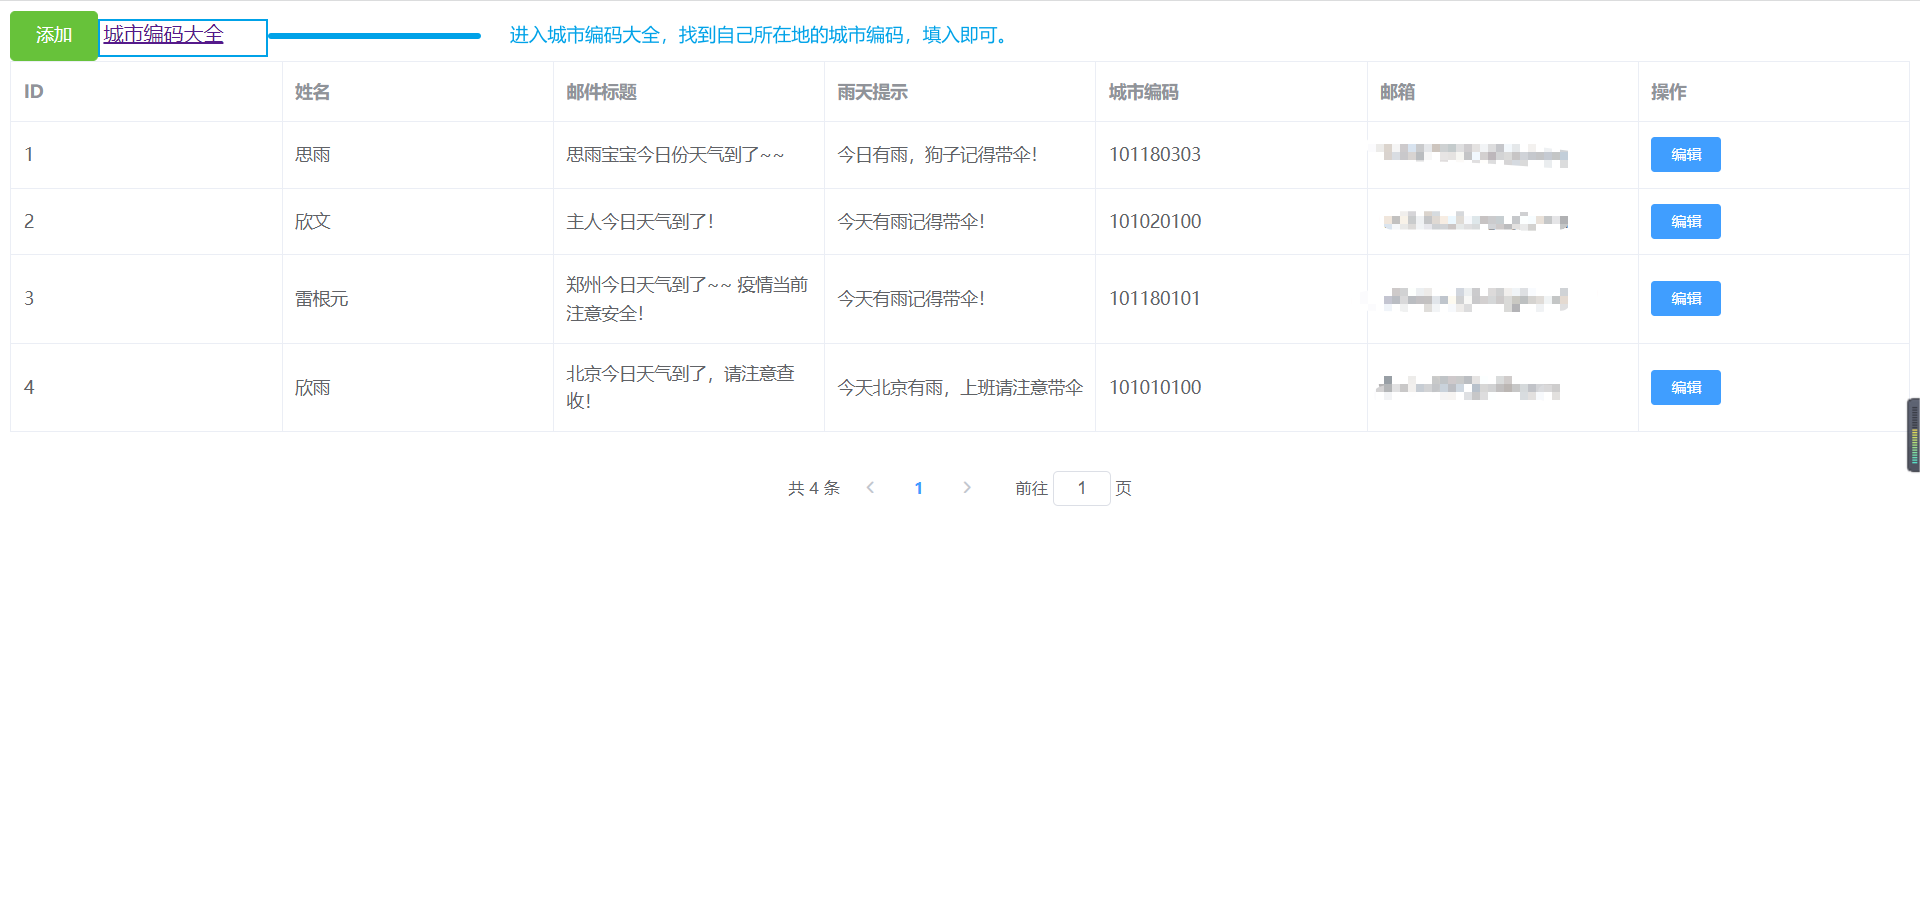 添加 城市编码大全 进入城市编码大全，找到自己所在地的城市编码，填入即可。
ID 姓名 邮件标题 雨天提示 城市编码 邮箱 操作
1 思雨 思雨宝宝今日份天气到了~~ 今日有雨，狗子记得带伞！ 101180303 编辑
2 欣文 主人今日天气到了！ 今天有雨记得带伞！ 101020100 编辑
3 雷根元 郑州今日天气到了~~ 疫情当前
注意安全！ 今天有雨记得带伞！ 101180101 编辑
4 欣雨 北京今日天气到了，请注意查
收！ 今天北京有雨，上班请注意带伞 101010100 编辑
共 4 条 1 前往 1 页